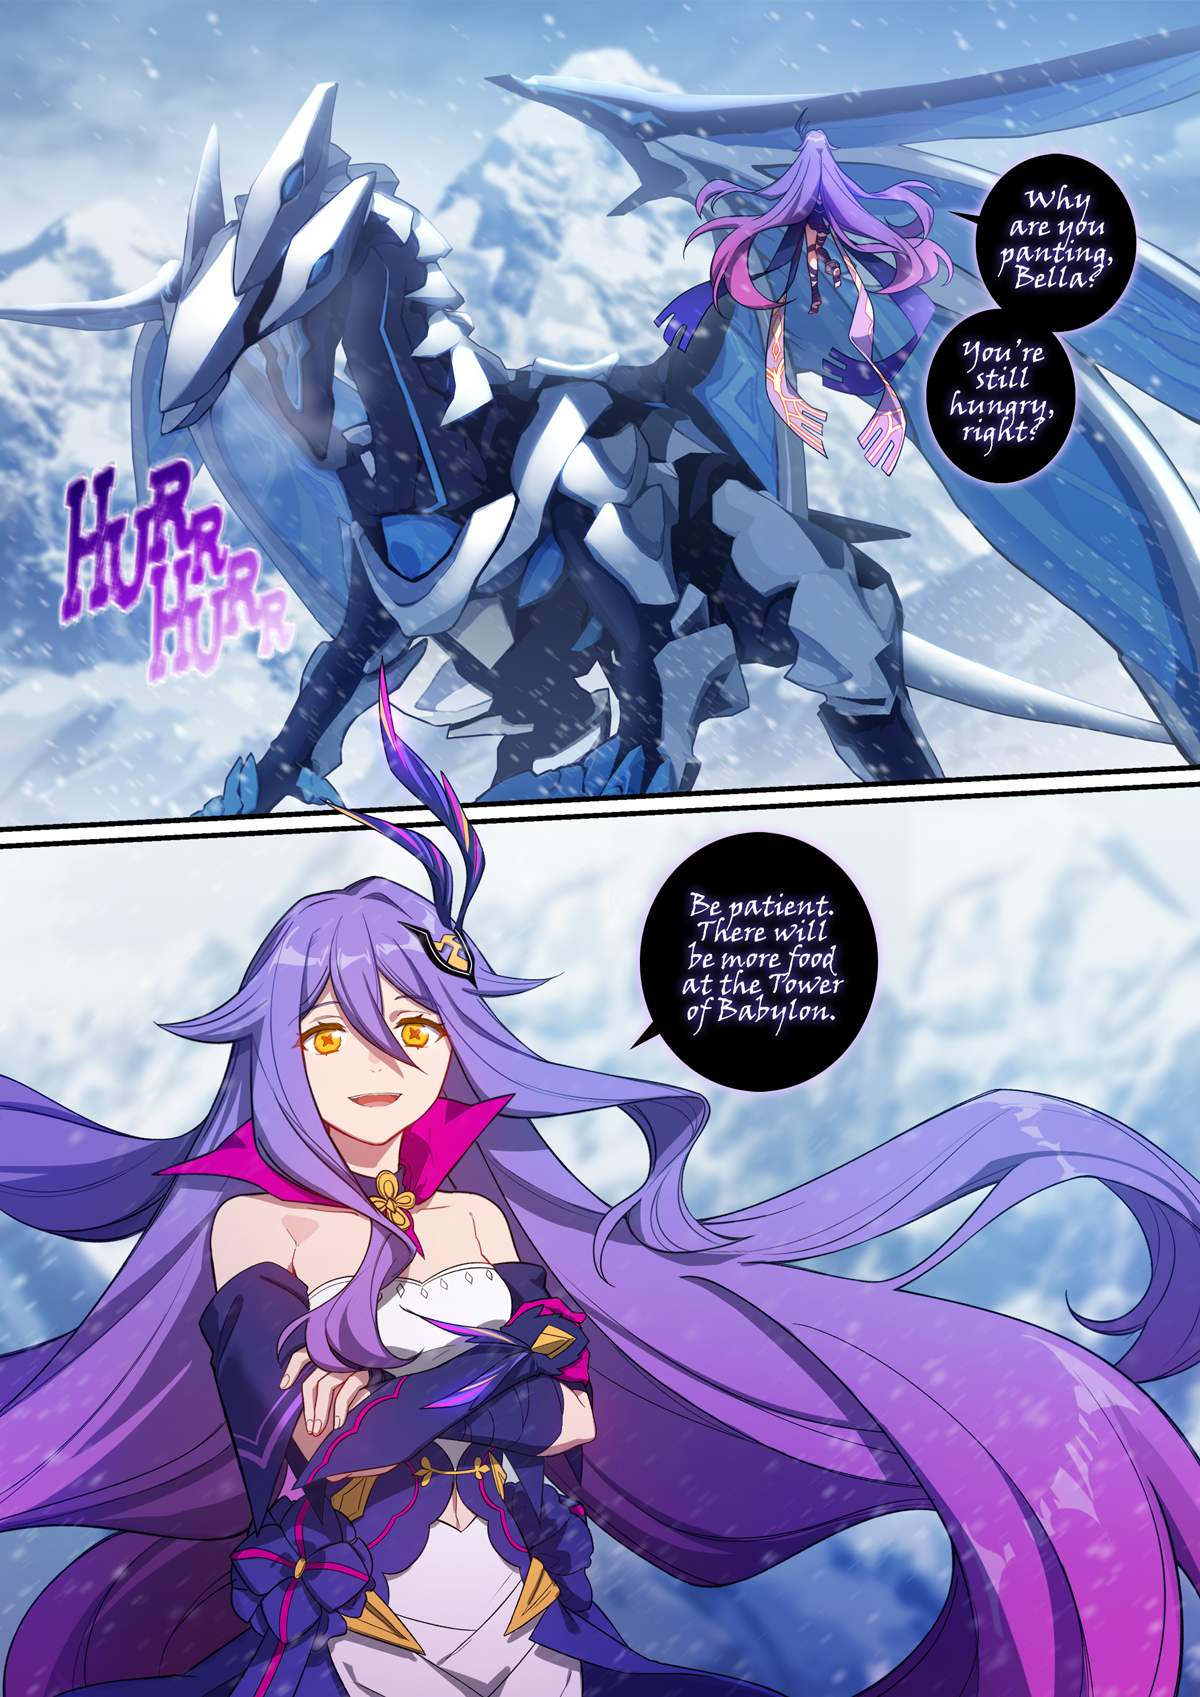 Why
are you
panting,
Bella?
You're
still
hungry,
right?
HURR
HURR
Be patient.
There will
be more food
at the Tower
of Babylon.